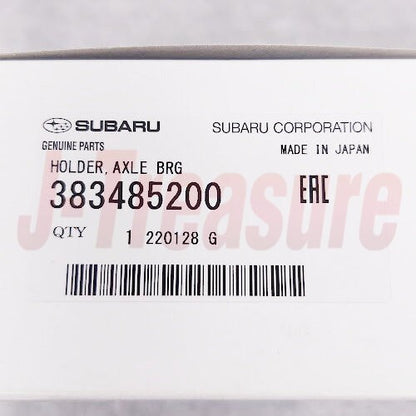 SUBARU SUBARU CORPORATION
GENUINE PARTS MADE IN JAPAN
HOLDER, AXLE BRG
383485200 EAC
QTY 1 220128 G
J-Treasure